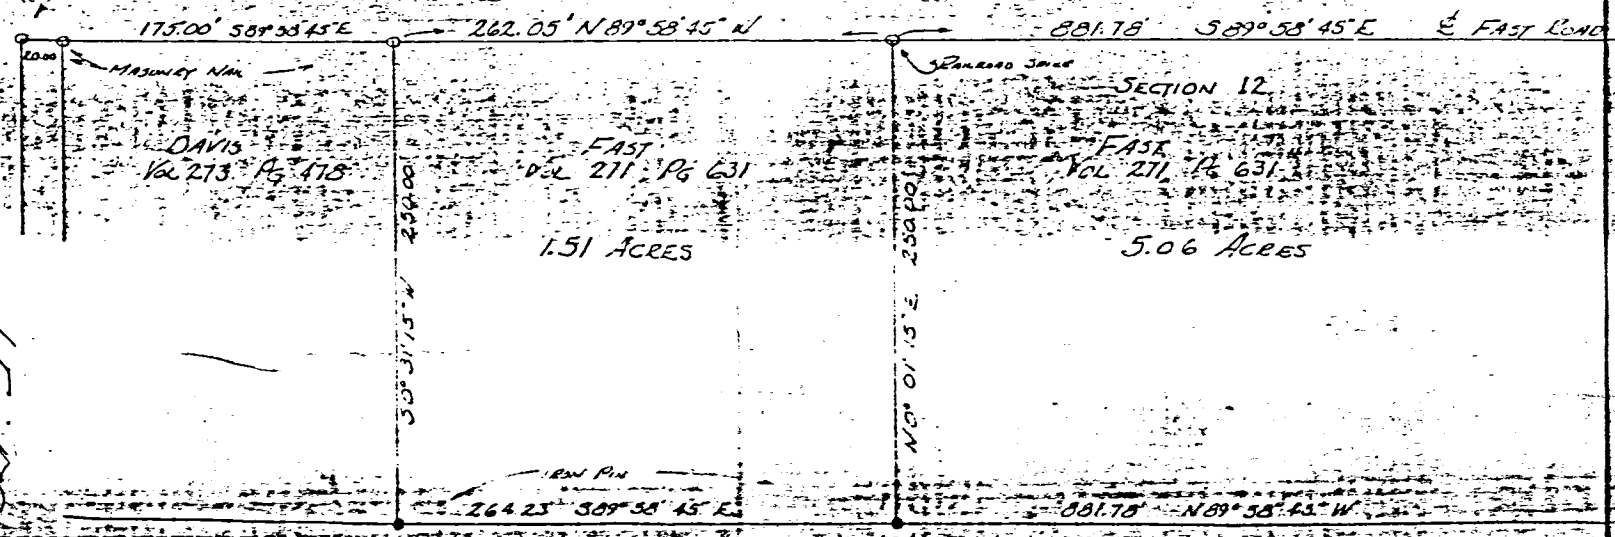 175.00' S89°58'45"E
262.05' N89°58'45"W
881.78' S89°58'45"E
℄ FAST ROAD
20.00
MASONRY NAIL
RAILROAD SPIKE
SECTION 12
DAVIS
VOL 273 PG 478
FAST
VOL 271 PG 631
FAST
VOL 271 PG 631
1.51 ACRES
5.06 ACRES
S0°31'15"W 250.00'
N0°01'15"E 250.00'
IRON PIN
264.23' S89°58'45"E
881.78' N89°58'45"W